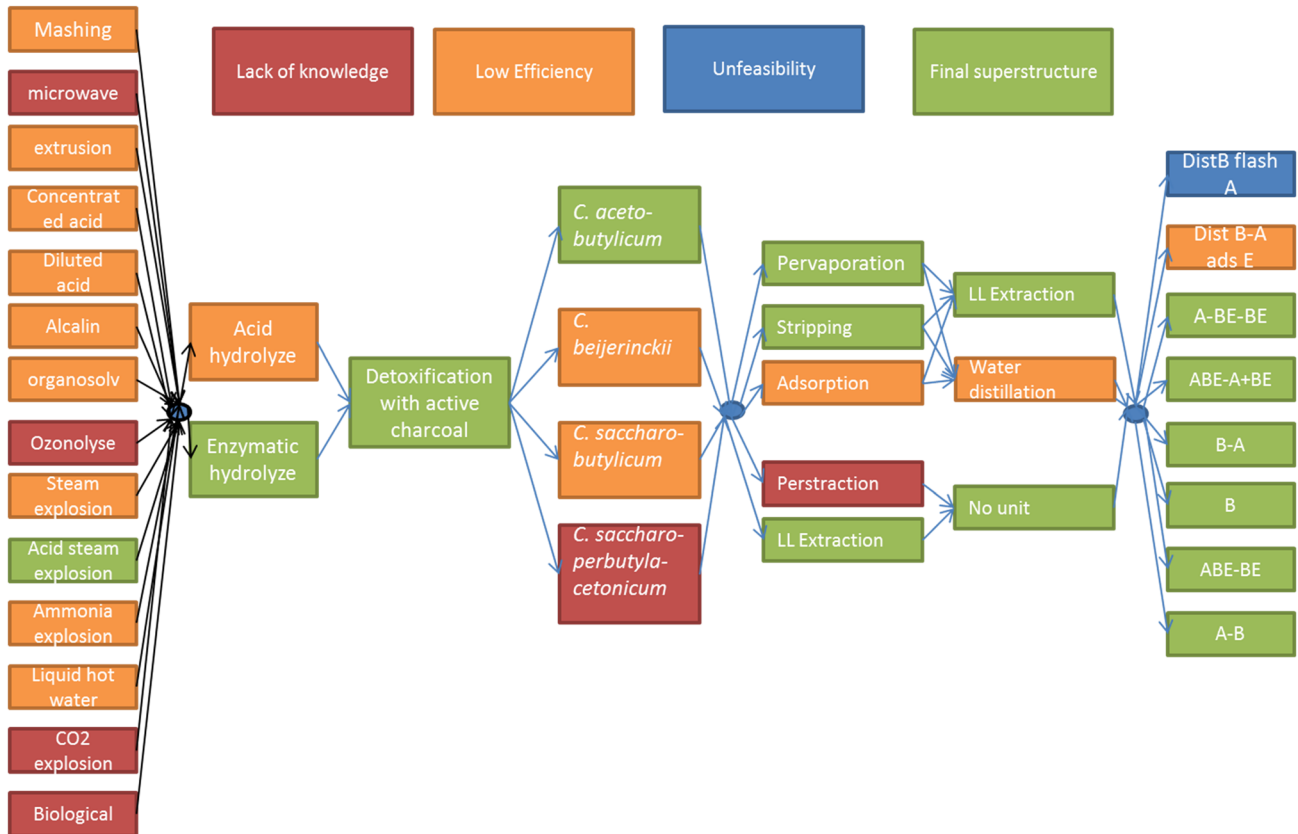 Mashing
microwave
extrusion
Concentrat
ed acid
Diluted
acid
Alcalin
organosolv
Ozonolyse
Steam
explosion
Acid steam
explosion
Ammonia
explosion
Liquid hot
water
CO2
explosion
Biological
Lack of knowledge
Low Efficiency
Unfeasibility
Final superstructure
Acid
hydrolyze
Enzymatic
hydrolyze
Detoxification
with active
charcoal
C. aceto-
butylicum
C.
beijerinckii
C. saccharo-
butylicum
C. saccharo-
perbutyla-
cetonicum
Pervaporation
Stripping
Adsorption
Perstraction
LL Extraction
LL Extraction
Water
distillation
No unit
DistB flash
A
Dist B-A
ads E
A-BE-BE
ABE-A+BE
B-A
B
ABE-BE
A-B